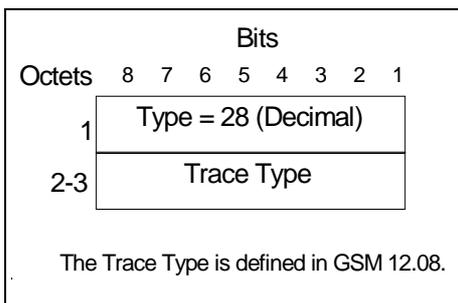 Bits
Octets 8 7 6 5 4 3 2 1
1 Type = 28 (Decimal)
2-3 Trace Type
The Trace Type is defined in GSM 12.08.